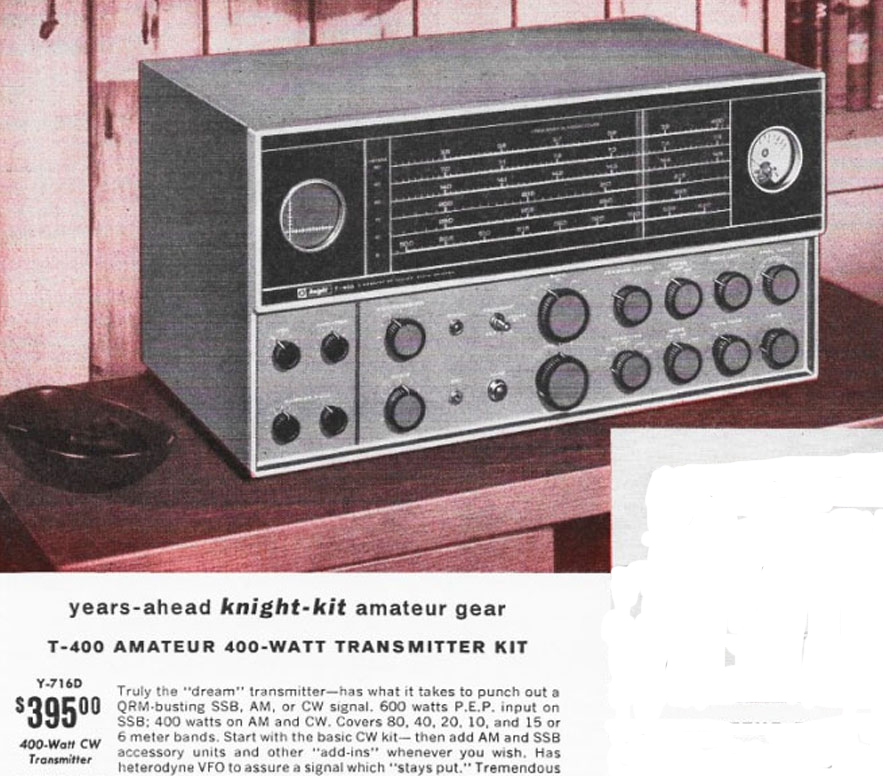 knight T-400
years-ahead knight-kit amateur gear
T-400 AMATEUR 400-WATT TRANSMITTER KIT
Y-716D
$395⁰⁰
400-Watt CW
Transmitter
Truly the "dream" transmitter—has what it takes to punch out a
QRM-busting SSB, AM, or CW signal. 600 watts P.E.P. input on
SSB; 400 watts on AM and CW. Covers 80, 40, 20, 10, and 15 or
6 meter bands. Start with the basic CW kit— then add AM and SSB
accessory units and other "add-ins" whenever you wish. Has
heterodyne VFO to assure a signal which "stays put." Tremendous